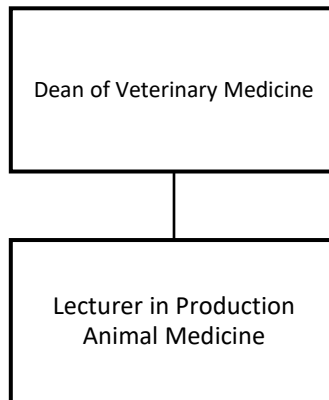 Dean of Veterinary Medicine
Lecturer in Production
Animal Medicine